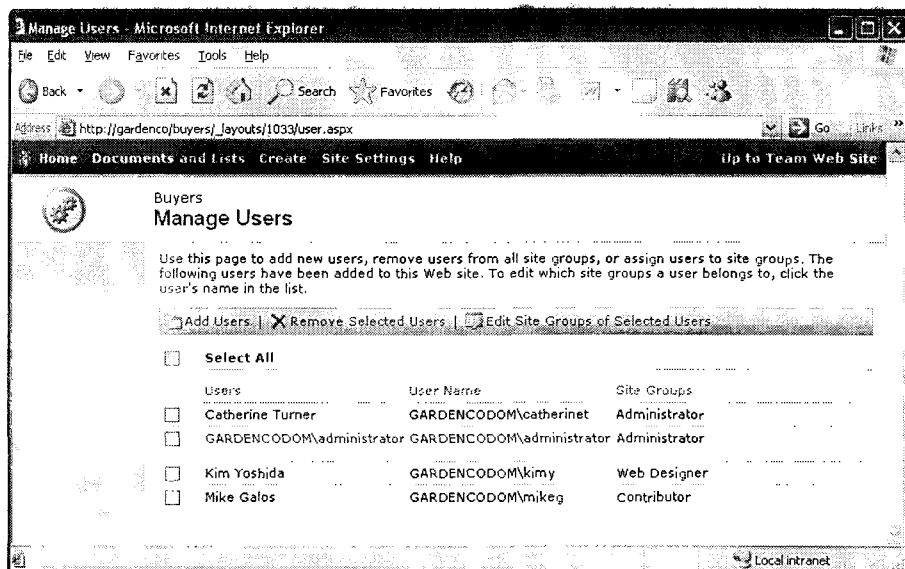 Manage Users - Microsoft Internet Explorer
File Edit View Favorites Tools Help
Back Search Favorites
Address http://gardenco/buyers/_layouts/1033/user.aspx Go Links »
Home Documents and Lists Create Site Settings Help Up to Team Web Site
Buyers
Manage Users
Use this page to add new users, remove users from all site groups, or assign users to site groups. The
following users have been added to this Web site. To edit which site groups a user belongs to, click the
user's name in the list.
Add Users | Remove Selected Users | Edit Site Groups of Selected Users
Select All
Users User Name Site Groups
Catherine Turner GARDENCODOM\catherinet Administrator
GARDENCODOM\administrator GARDENCODOM\administrator Administrator
Kim Yoshida GARDENCODOM\kimy Web Designer
Mike Galos GARDENCODOM\mikeg Contributor
Local intranet